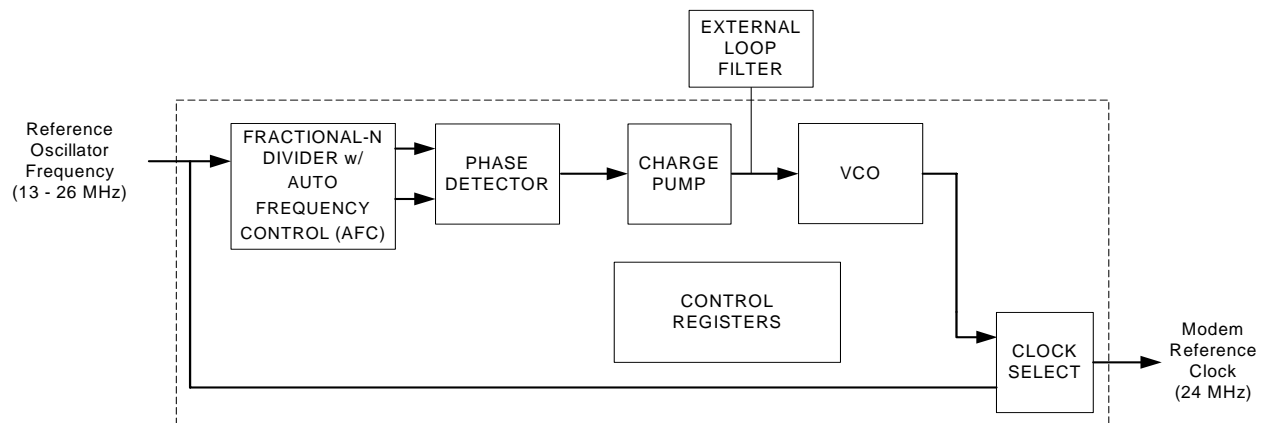 EXTERNAL
LOOP
FILTER
Reference
Oscillator
Frequency
(13 - 26 MHz)
FRACTIONAL-N
DIVIDER w/
AUTO
FREQUENCY
CONTROL (AFC)
PHASE
DETECTOR
CHARGE
PUMP
VCO
CONTROL
REGISTERS
CLOCK
SELECT
Modem
Reference
Clock
(24 MHz)